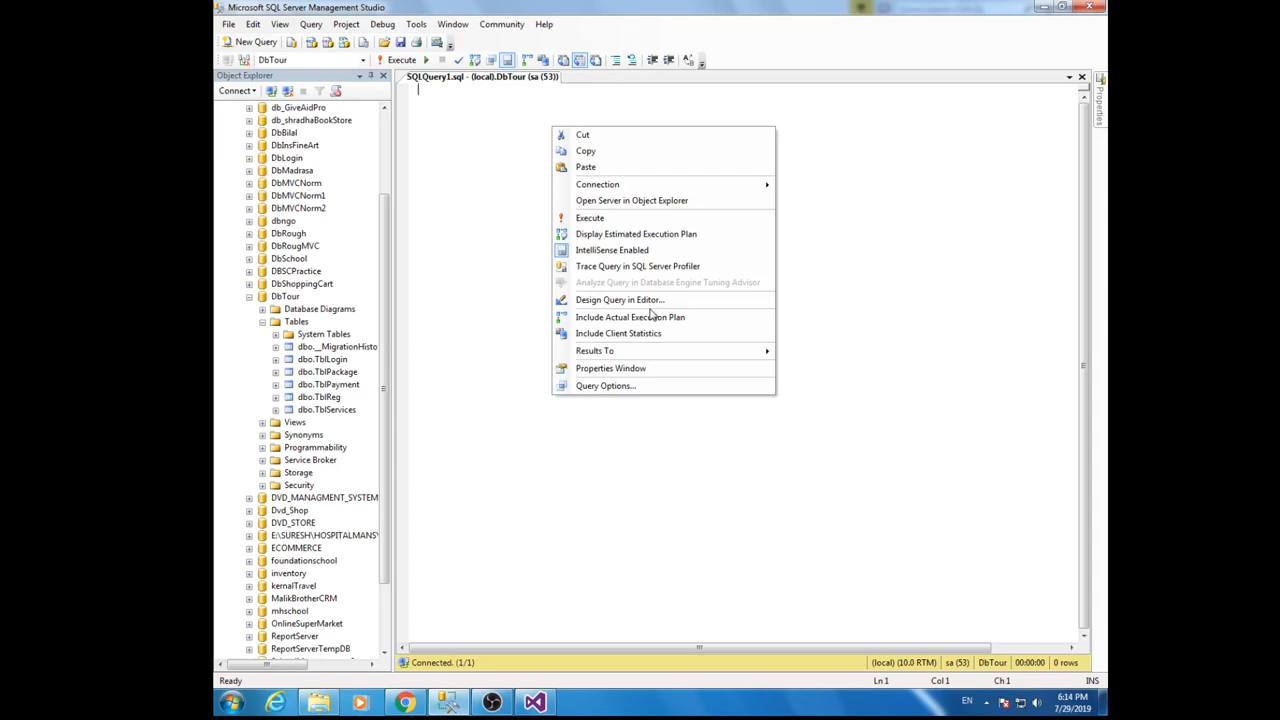 Microsoft SQL Server Management Studio
File Edit View Query Project Debug Tools Window Community Help
New Query
DbTour Execute
Object Explorer
SQLQuery1.sql - (local).DbTour (sa (53))
Connect
Properties
db_GiveAidPro
db_shradhaBookStore
DbBilal
DbInsFineArt
DbLogin
DbMadrasa
DbMVCNorm
DbMVCNorm1
DbMVCNorm2
dbngo
DbRough
DbRougMVC
DbSchool
DBSCPractice
DbShoppingCart
DbTour
Database Diagrams
Tables
System Tables
dbo.__MigrationHisto
dbo.TblLogin
dbo.TblPackage
dbo.TblPayment
dbo.TblReg
dbo.TblServices
Views
Synonyms
Programmability
Service Broker
Storage
Security
DVD_MANAGMENT_SYSTEM
Dvd_Shop
DVD_STORE
E:\SURESH\HOSPITALMANSY
ECOMMERCE
foundationschool
inventory
kernalTravel
MalikBrotherCRM
mhschool
OnlineSuperMarket
ReportServer
ReportServerTempDB
Cut
Copy
Paste
Connection
Open Server in Object Explorer
Execute
Display Estimated Execution Plan
IntelliSense Enabled
Trace Query in SQL Server Profiler
Analyze Query in Database Engine Tuning Advisor
Design Query in Editor...
Include Actual Execution Plan
Include Client Statistics
Results To
Properties Window
Query Options...
Connected. (1/1) (local) (10.0 RTM) sa (53) DbTour 00:00:00 0 rows
Ready Ln 1 Col 1 Ch 1 INS
EN 6:14 PM
7/29/2019